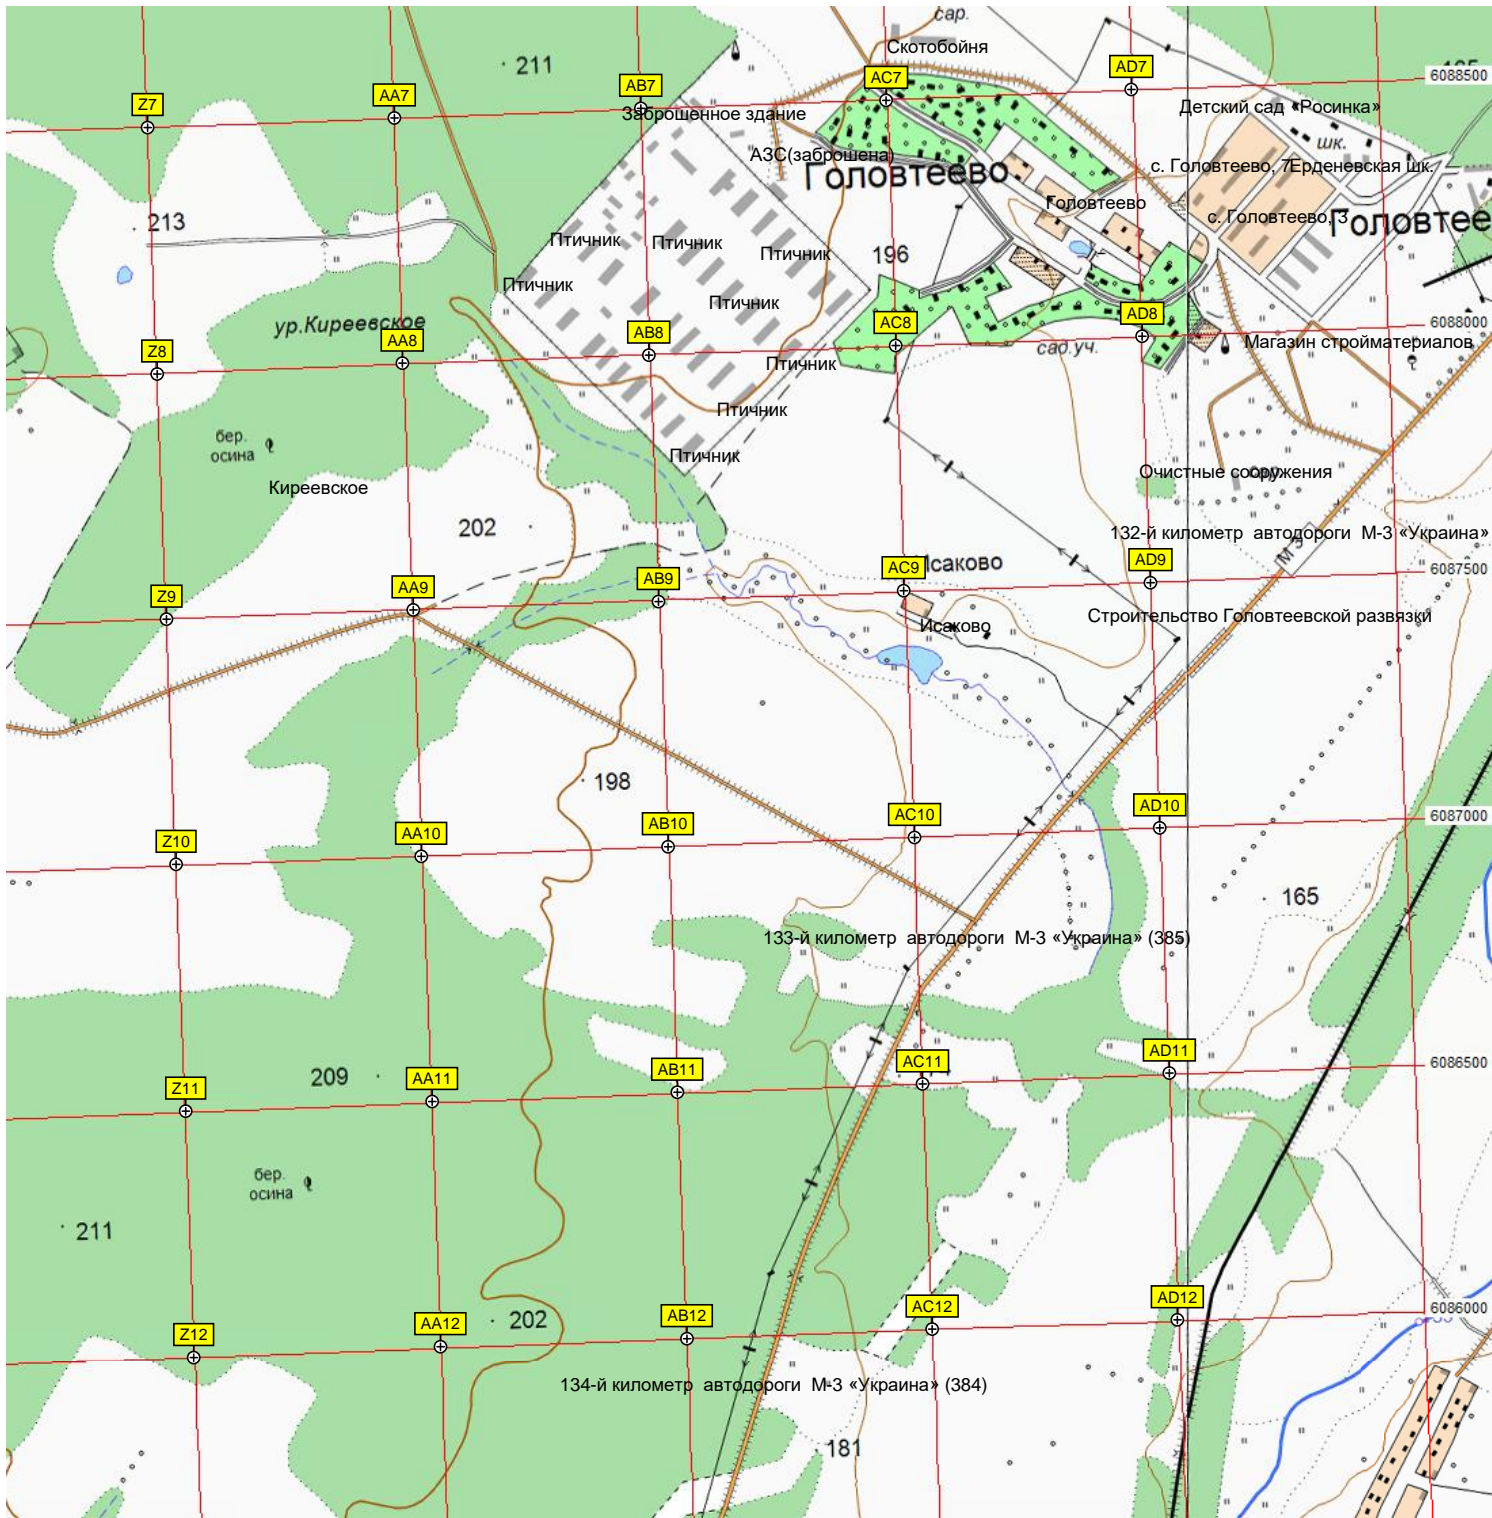 сар.
Скотобойня
211
AD7
6088500
AC7
AB7
AA7
Z7
Заброшенное здание
Детский сад «Росинка»
шк.
АЗС(заброшена)
Головтеево
с. Головтеево, 7
Ерденевская шк.
Головтеево
с. Головтеево, 3
Головтее
213
Птичник
Птичник
Птичник
196
Птичник
Птичник
ур.Киреевское
AC8
AD8
6088000
AB8
AA8
Z8
сад.уч.
Магазин стройматериалов
Птичник
Птичник
бер.
осина
Птичник
Очистные сооружения
Киреевское
202
132-й километр автодороги М-3 «Украина»
М 3
Исаково
AC9
AD9
6087500
AB9
AA9
Z9
Исаково
Строительство Головтеевской развязки
198
AD10
6087000
AC10
AB10
AA10
Z10
165
133-й километр автодороги М-3 «Украина» (385)
AD11
6086500
AC11
AB11
AA11
Z11
209
бер.
осина
211
AD12
6086000
AC12
AB12
AA12
Z12
202
134-й километр автодороги М-3 «Украина» (384)
181